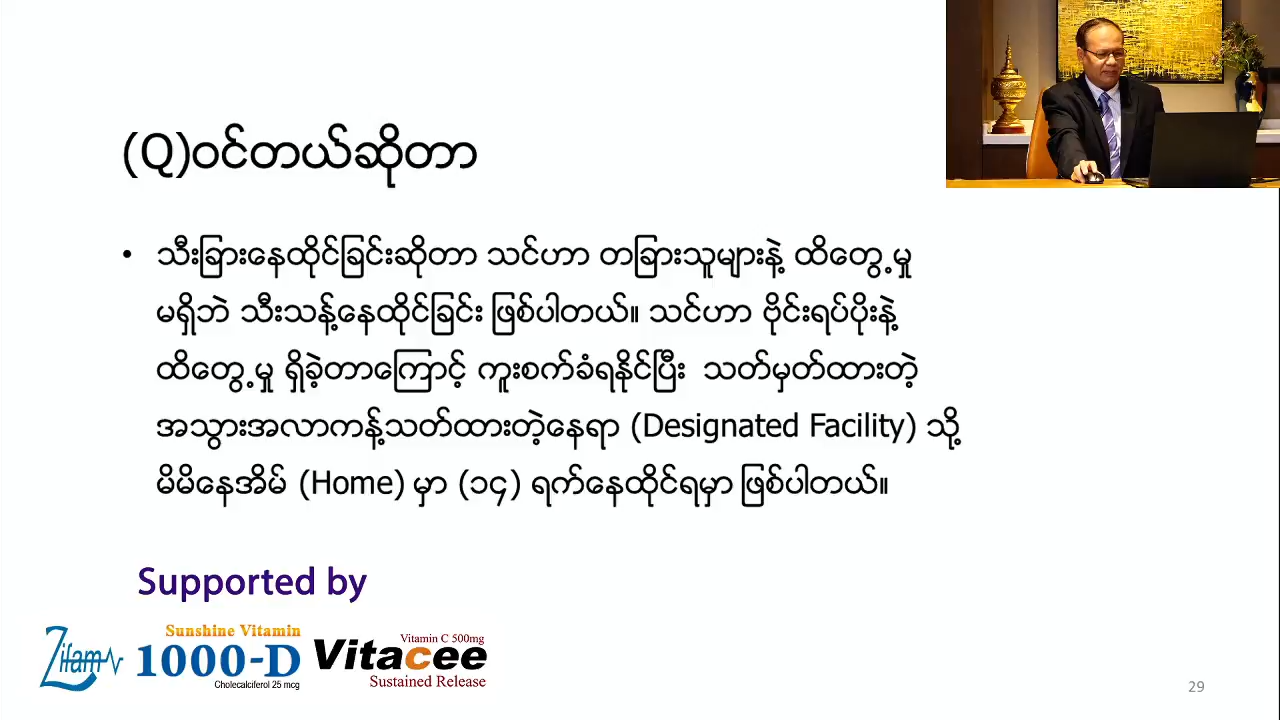 (Q)ဝင်တယ်ဆိုတာ
• သီးခြားနေထိုင်ခြင်းဆိုတာ သင်ဟာ တခြားသူများနဲ့ ထိတွေ့မှု
မရှိဘဲ သီးသန့်နေထိုင်ခြင်း ဖြစ်ပါတယ်။ သင်ဟာ ဗိုင်းရပ်ပိုးနဲ့
ထိတွေ့မှု ရှိခဲ့တာကြောင့် ကူးစက်ခံရနိုင်ပြီး သတ်မှတ်ထားတဲ့
အသွားအလာကန့်သတ်ထားတဲ့နေရာ (Designated Facility) သို့
မိမိနေအိမ် (Home) မှာ (၁၄) ရက်နေထိုင်ရမှာ ဖြစ်ပါတယ်။
Supported by
Zifam
Sunshine Vitamin
1000-D
Cholecalciferol 25 mcg
Vitamin C 500mg
Vitacee
Sustained Release
29